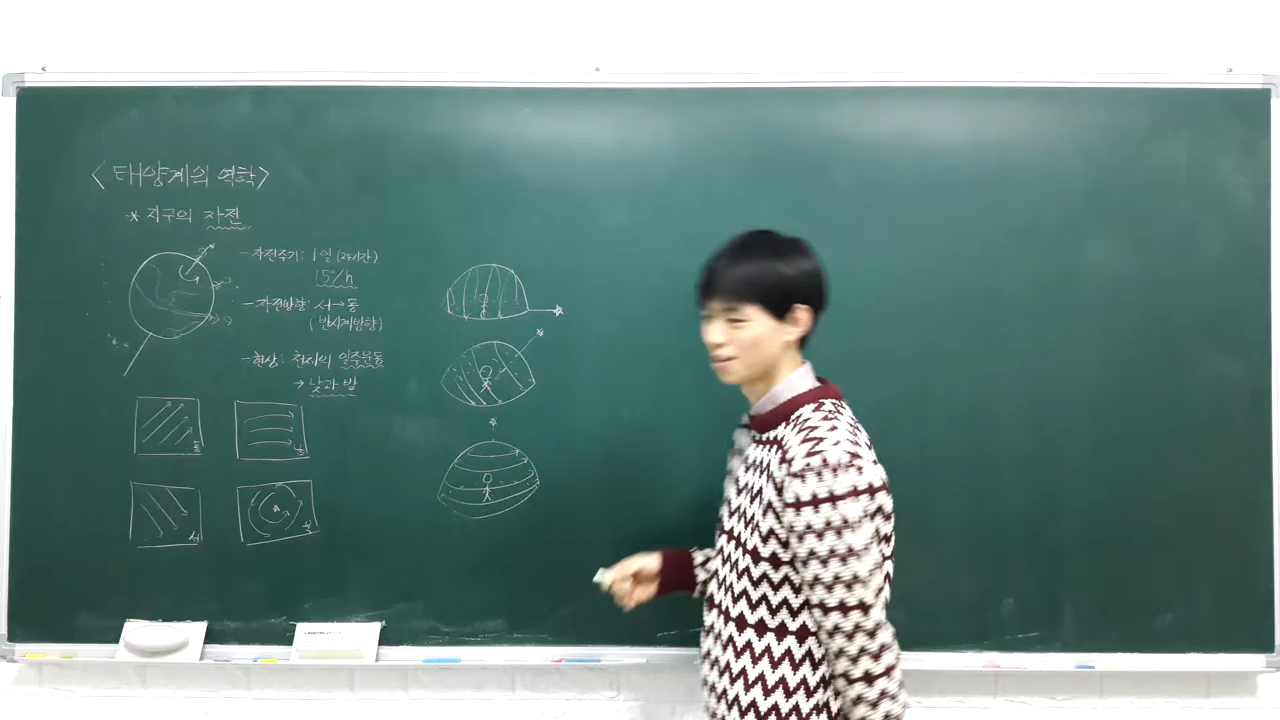 <태양계의 역학>
* 지구의 자전
- 자전주기: 1일 (24시간)
15°/h
- 자전방향: 서→동
(반시계방향)
- 현상: 천체의 일주운동
→ 낮과 밤
동
남
서
북